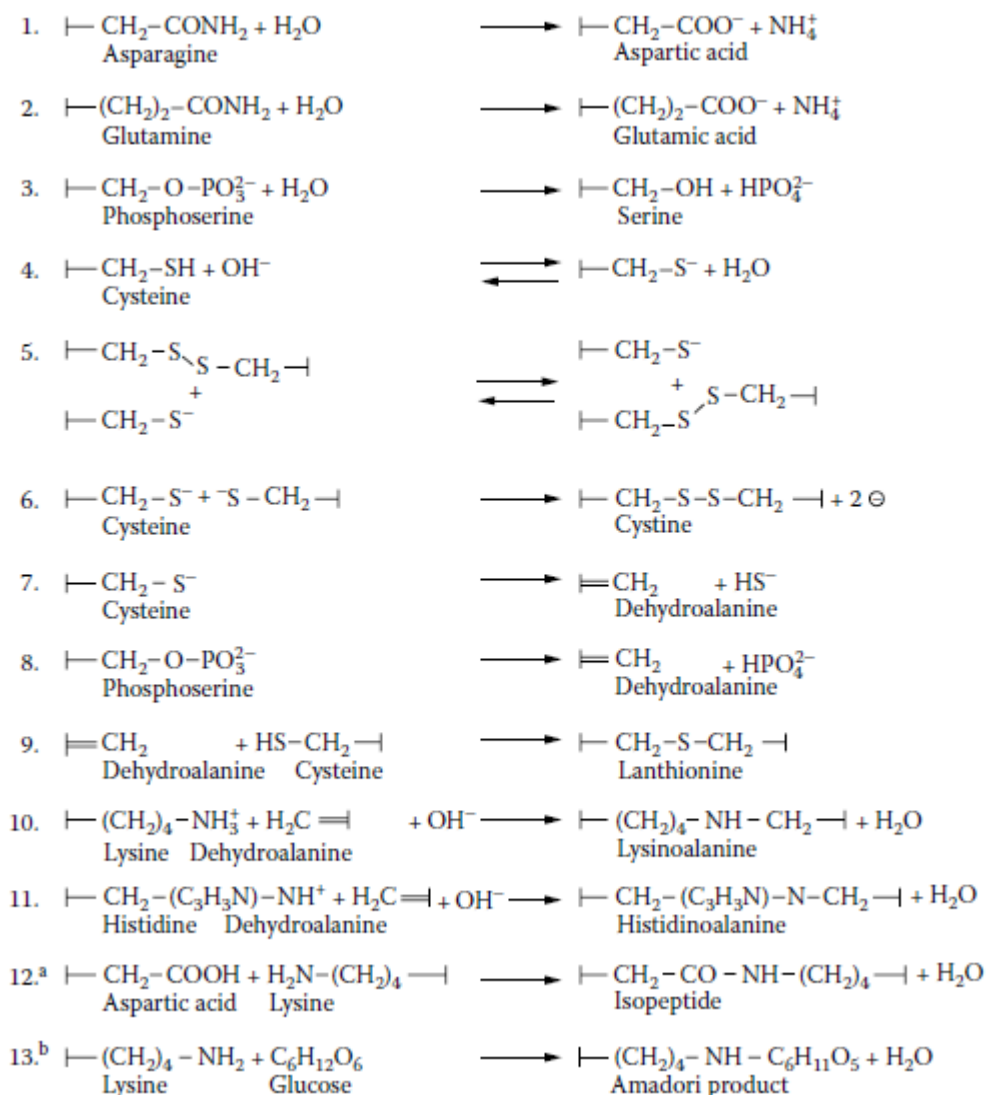 1. ⊢CH₂–CONH₂ + H₂O ⟶ ⊢CH₂–COO⁻ + NH₄⁺
Asparagine Aspartic acid
2. ⊢(CH₂)₂–CONH₂ + H₂O ⟶ ⊢(CH₂)₂–COO⁻ + NH₄⁺
Glutamine Glutamic acid
3. ⊢CH₂–O–PO₃²⁻ + H₂O ⟶ ⊢CH₂–OH + HPO₄²⁻
Phosphoserine Serine
4. ⊢CH₂–SH + OH⁻ ⇄ ⊢CH₂–S⁻ + H₂O
Cysteine
5. ⊢CH₂–S\S–CH₂⊣ ⊢CH₂–S⁻
+ ⇄ + S–CH₂⊣
⊢CH₂–S⁻ ⊢CH₂–S/
6. ⊢CH₂–S⁻ + ⁻S–CH₂⊣ ⟶ ⊢CH₂–S–S–CH₂⊣ + 2 ⊖
Cysteine Cystine
7. ⊢CH₂–S⁻ ⟶ ⊨CH₂ + HS⁻
Cysteine Dehydroalanine
8. ⊢CH₂–O–PO₃²⁻ ⟶ ⊨CH₂ + HPO₄²⁻
Phosphoserine Dehydroalanine
9. ⊨CH₂ + HS–CH₂⊣ ⟶ ⊢CH₂–S–CH₂⊣
Dehydroalanine Cysteine Lanthionine
10. ⊢(CH₂)₄–NH₃⁺ + H₂C=⊣ + OH⁻ ⟶ ⊢(CH₂)₄–NH–CH₂⊣ + H₂O
Lysine Dehydroalanine Lysinoalanine
11. ⊢CH₂–(C₃H₃N)–NH⁺ + H₂C=⊣ + OH⁻ ⟶ ⊢CH₂–(C₃H₃N)–N–CH₂⊣ + H₂O
Histidine Dehydroalanine Histidinoalanine
12.ᵃ ⊢CH₂–COOH + H₂N–(CH₂)₄⊣ ⟶ ⊢CH₂–CO–NH–(CH₂)₄⊣ + H₂O
Aspartic acid Lysine Isopeptide
13.ᵇ ⊢(CH₂)₄–NH₂ + C₆H₁₂O₆ ⟶ ⊢(CH₂)₄–NH–C₆H₁₁O₅ + H₂O
Lysine Glucose Amadori product